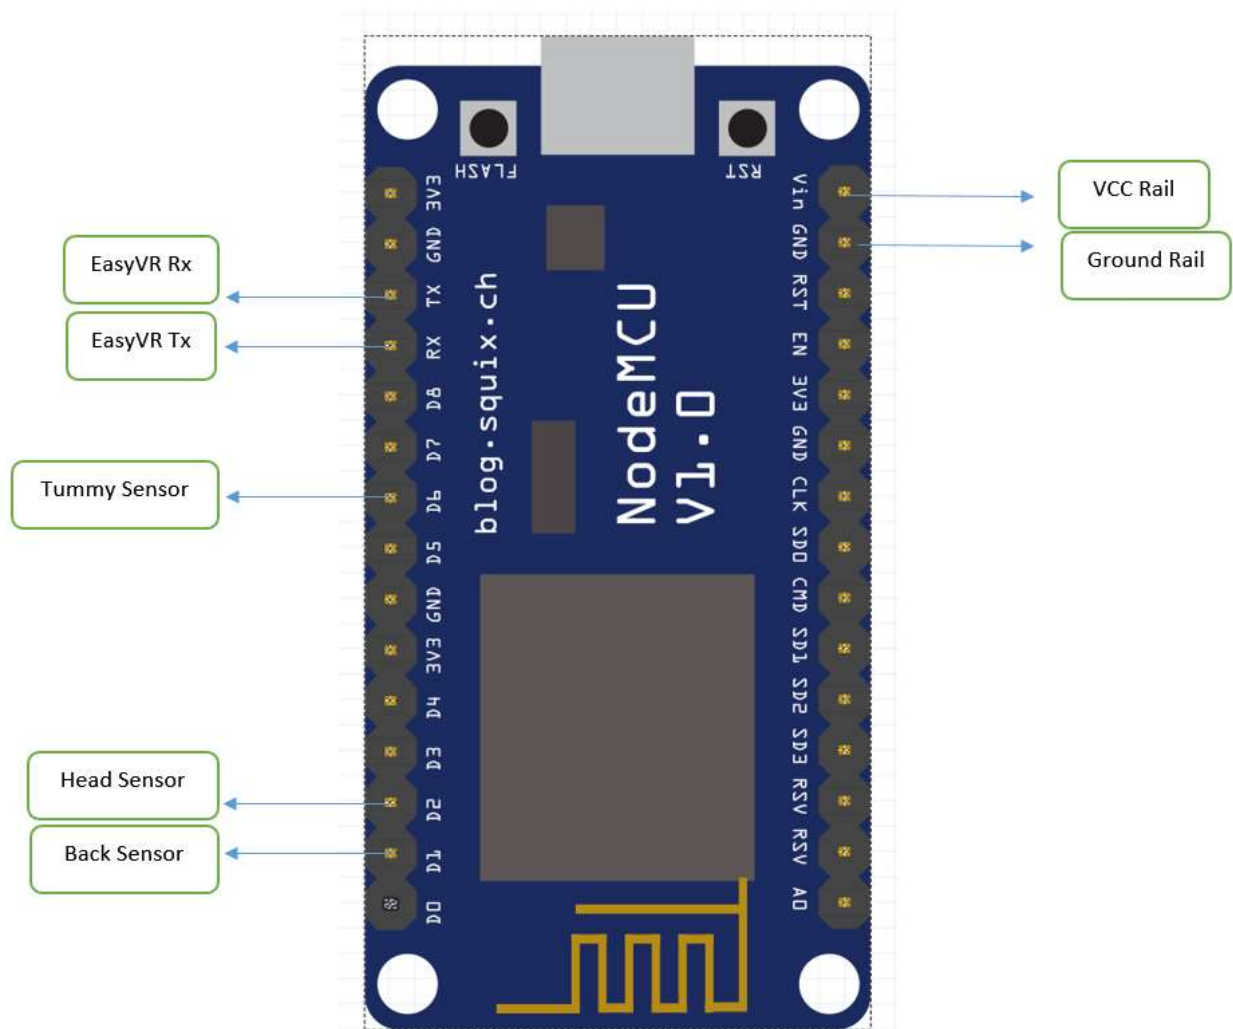 FLASH
RST
3V3
GND
TX
RX
D8
D7
D6
D5
GND
3V3
D4
D3
D2
D1
D0
blog.squix.ch
NodeMCU
V1.0
Vin
GND
RST
EN
3V3
GND
CLK
SD0
CMD
SD1
SD2
SD3
RSV
RSV
A0
EasyVR Rx
EasyVR Tx
Tummy Sensor
Head Sensor
Back Sensor
VCC Rail
Ground Rail